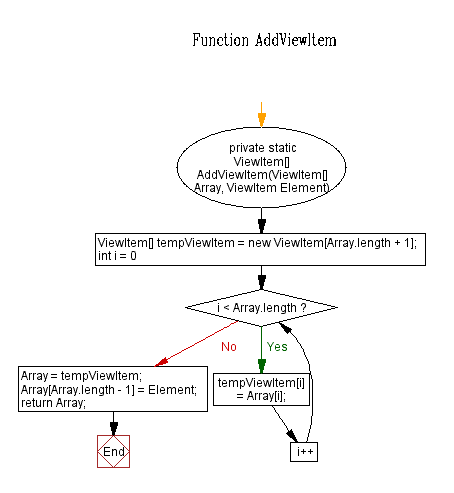 Function AddViewItem
private static
ViewItem[]
AddViewItem(ViewItem[]
Array, ViewItem Element)
ViewItem[] tempViewItem = new ViewItem[Array.length + 1];
int i = 0
i < Array.length ?
No
Yes
Array = tempViewItem;
Array[Array.length - 1] = Element;
return Array;
tempViewItem[i]
= Array[i];
End
i++